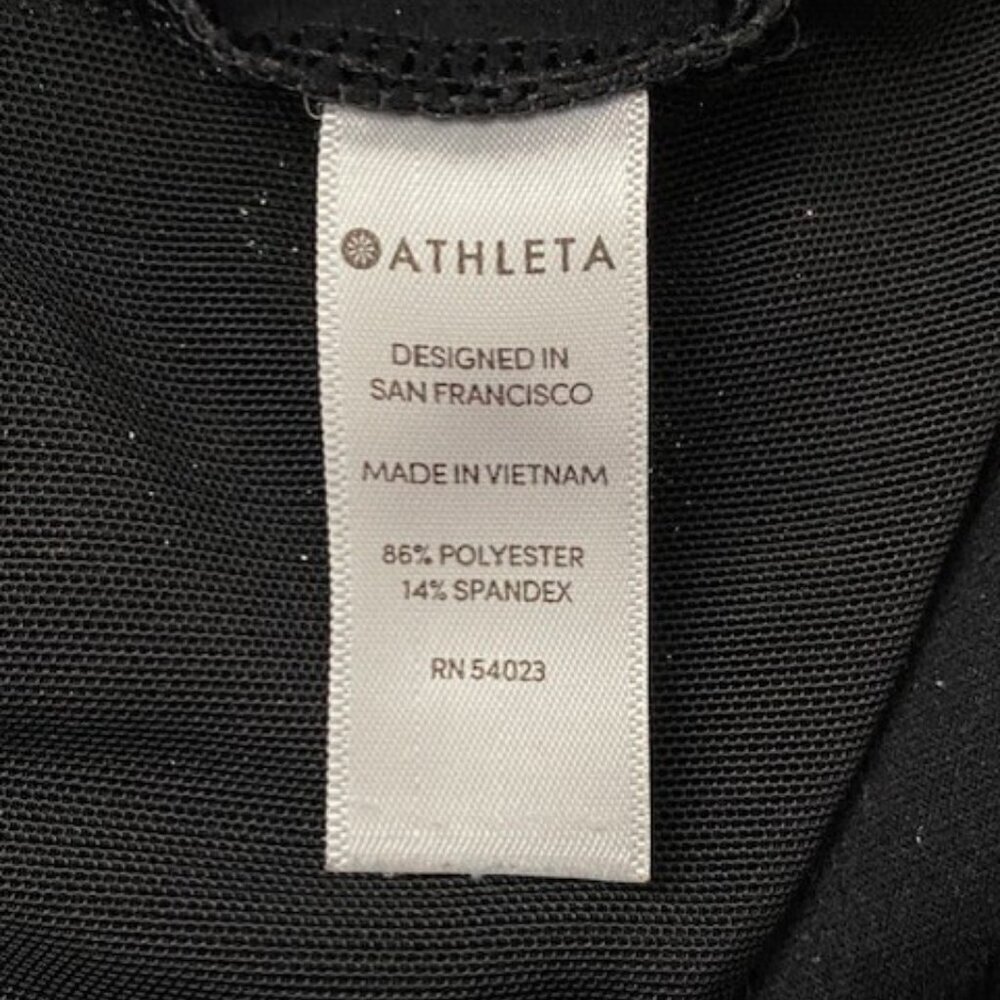 ATHLETA
DESIGNED IN
SAN FRANCISCO
MADE IN VIETNAM
86% POLYESTER
14% SPANDEX
RN 54023